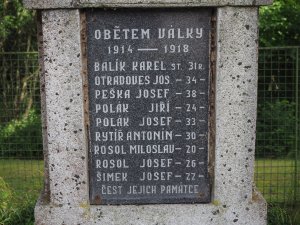 OBĚTEM VÁLKY
1914 — 1918
BALÍK KAREL ST. 31R.
OTRADOVES JOS. - 34 -
PEŠKA JOSEF - 38 -
POLÁK JIŘÍ - 24 -
POLÁK JOSEF - 33 -
RYTÍŘ ANTONÍN - 30 -
ROSOL MILOSLAV - 20 -
ROSOL JOSEF - 26 -
ŠIMEK JOSEF - 22 -
ČEST JEJICH PAMÁTCE